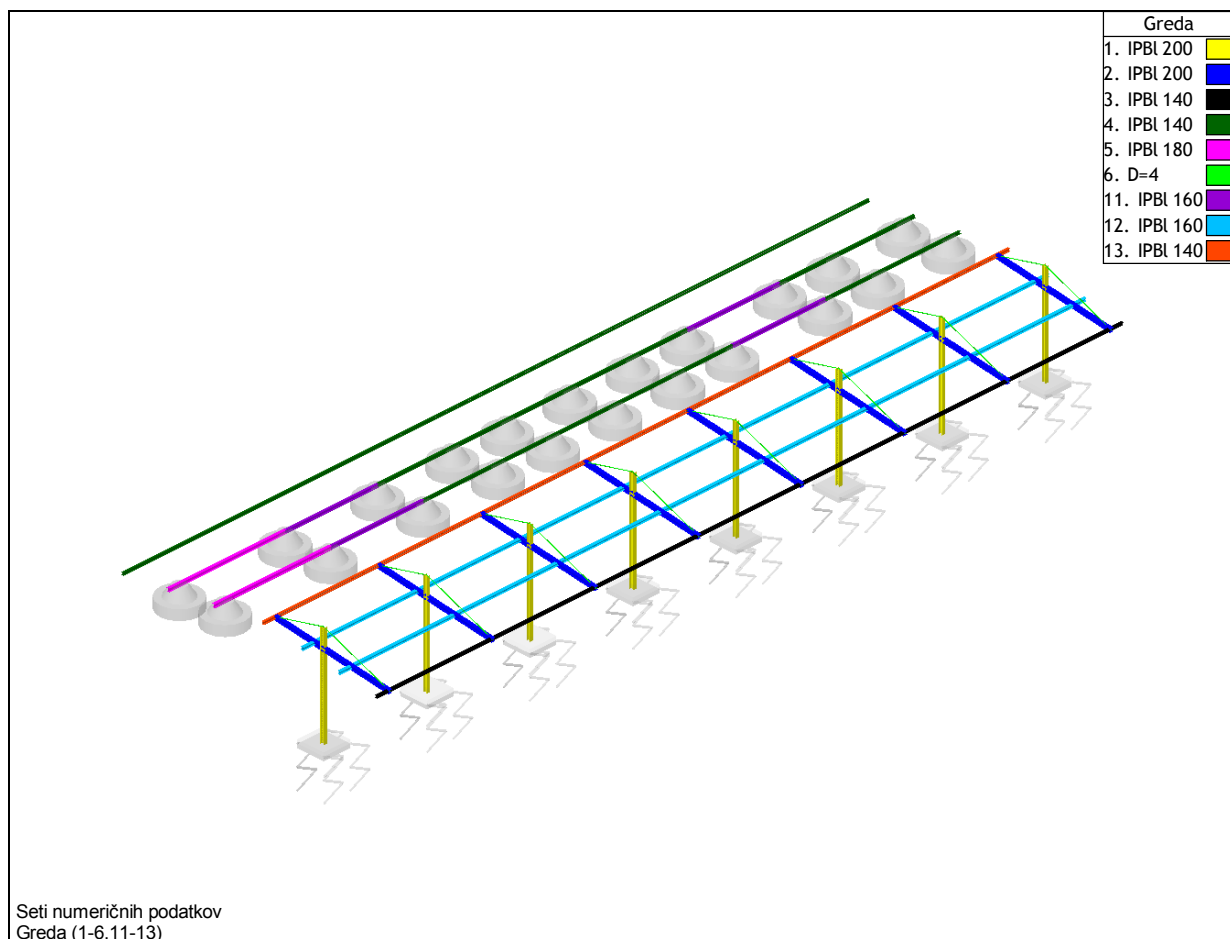 Greda
1. IPBl 200
2. IPBl 200
3. IPBl 140
4. IPBl 140
5. IPBl 180
6. D=4
11. IPBl 160
12. IPBl 160
13. IPBl 140
Seti numeričnih podatkov
Greda (1-6,11-13)